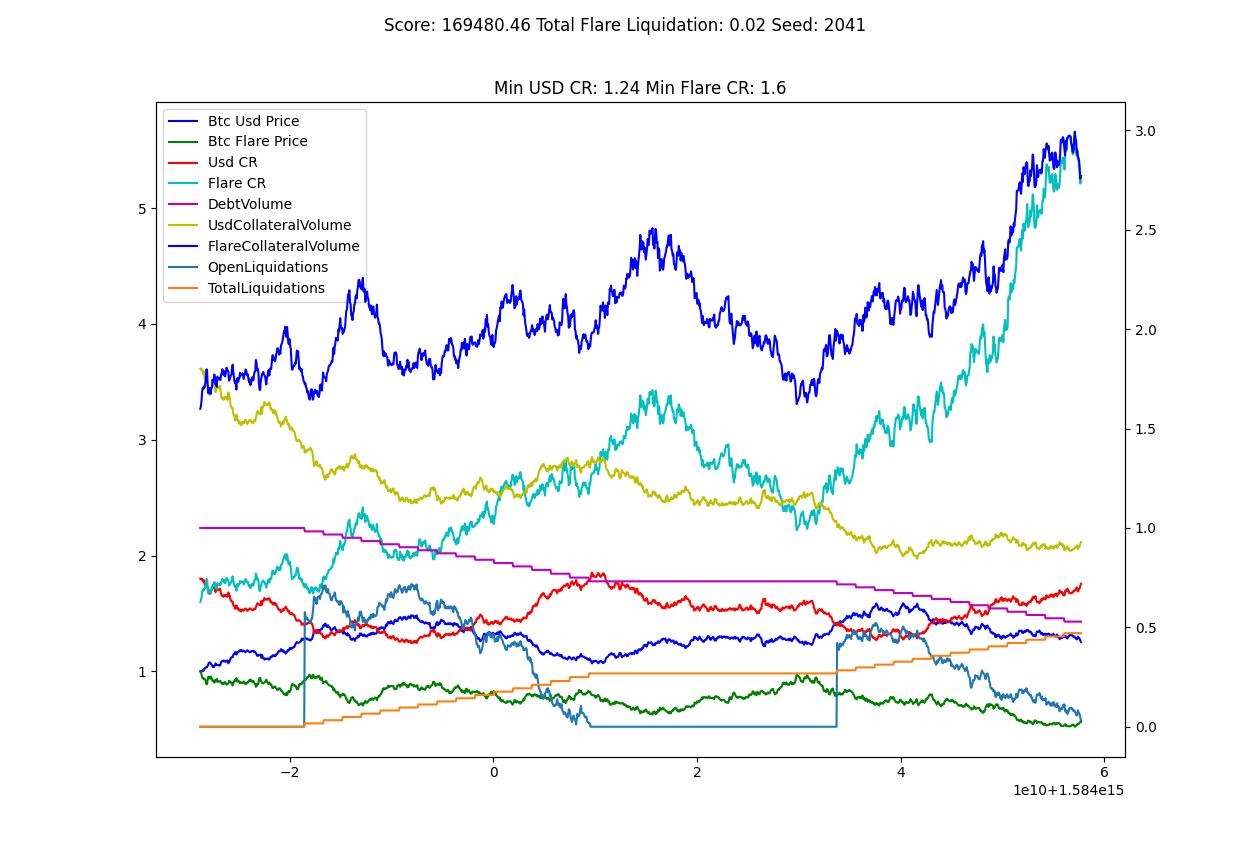 Score: 169480.46 Total Flare Liquidation: 0.02 Seed: 2041
Min USD CR: 1.24 Min Flare CR: 1.6
Btc Usd Price
Btc Flare Price
Usd CR
Flare CR
DebtVolume
UsdCollateralVolume
FlareCollateralVolume
OpenLiquidations
TotalLiquidations
5
4
3
2
1
3.0
2.5
2.0
1.5
1.0
0.5
0.0
−2
0
2
4
6
1e10+1.584e15